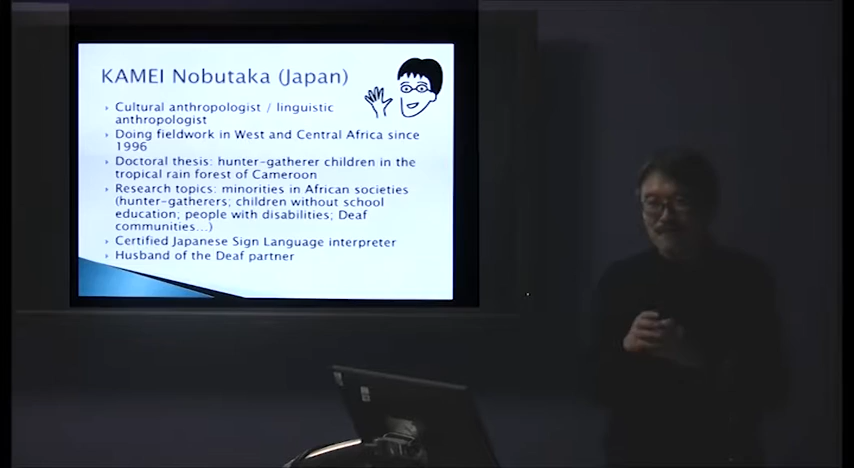 KAMEI Nobutaka (Japan)
Cultural anthropologist / linguistic
anthropologist
Doing fieldwork in West and Central Africa since
1996
Doctoral thesis: hunter-gatherer children in the
tropical rain forest of Cameroon
Research topics: minorities in African societies
(hunter-gatherers; children without school
education; people with disabilities; Deaf
communities...)
Certified Japanese Sign Language interpreter
Husband of the Deaf partner